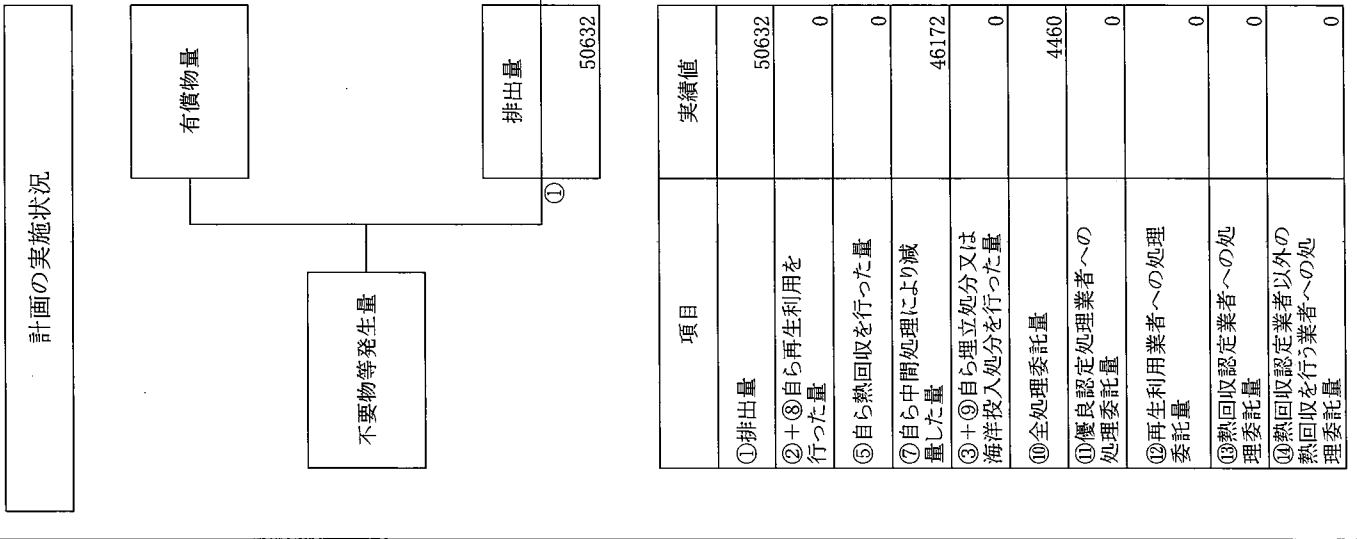 計画の実施状況
有償物量
不要物等発生量
①
排出量
50632
項目
実績値
①排出量
50632
②+⑧自ら再生利用を
行った量
0
⑤自ら熱回収を行った量
0
⑦自ら中間処理により減
量した量
46172
③+⑨自ら埋立処分又は
海洋投入処分を行った量
0
⑩全処理委託量
4460
⑪優良認定処理業者への
処理委託量
0
⑫再生利用業者への処理
委託量
0
⑬熱回収認定業者への処
理委託量
0
⑭熱回収認定業者以外の
熱回収を行う業者への処
理委託量
0